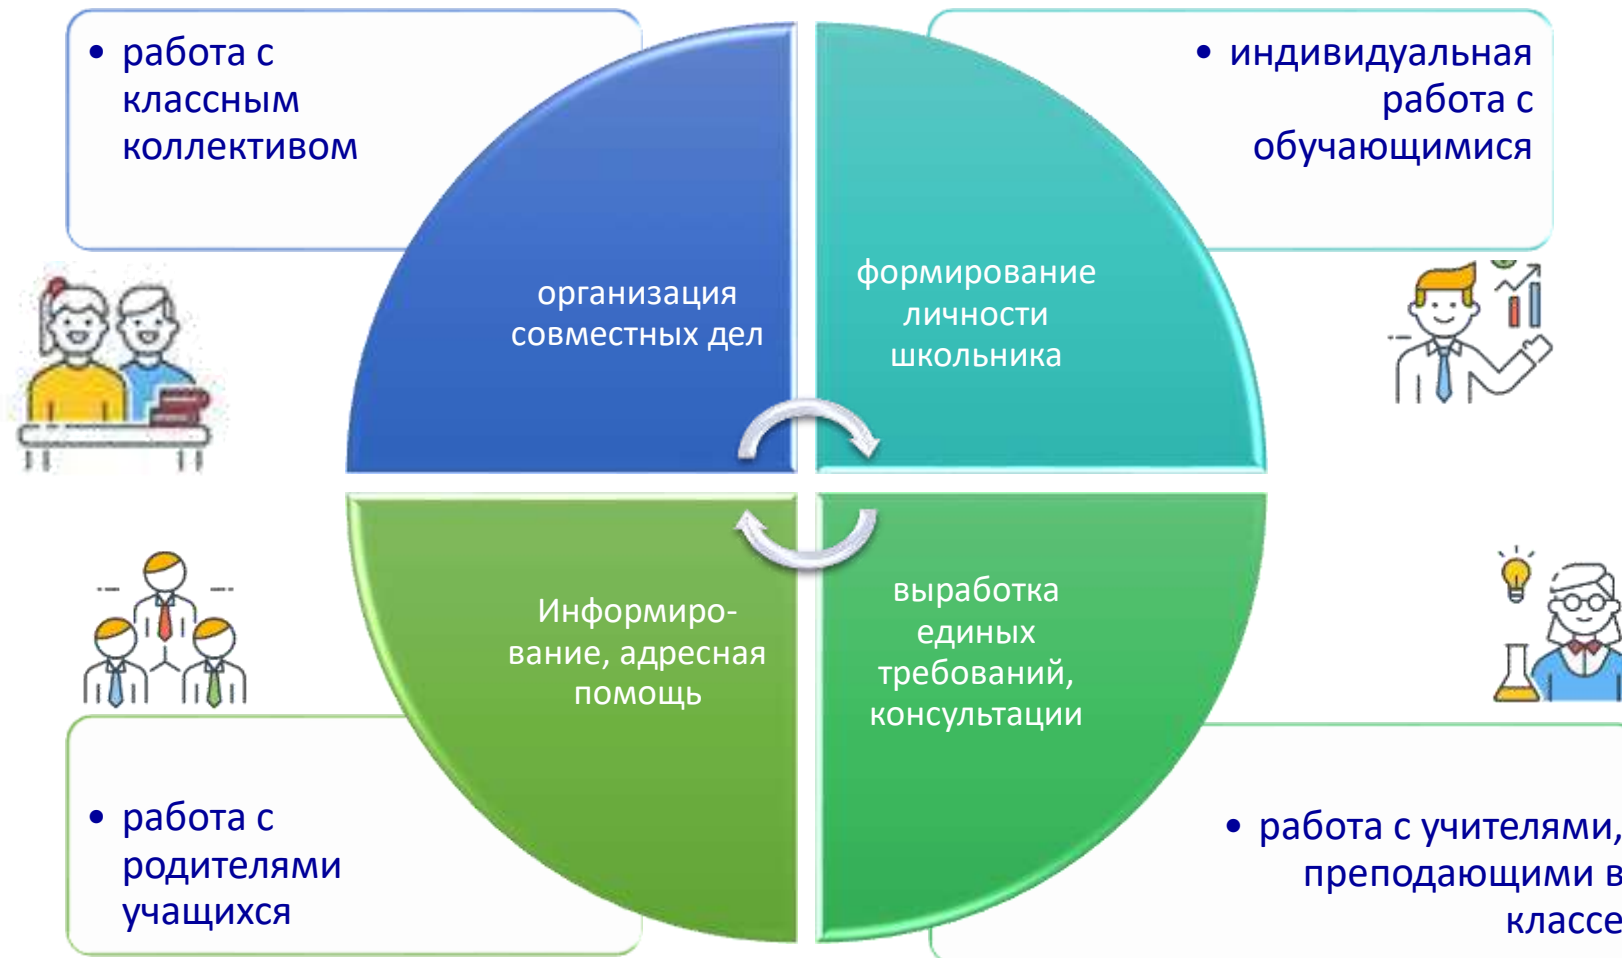 • работа с
классным
коллективом
• индивидуальная
работа с
обучающимися
организация
совместных дел
формирование
личности
школьника
Информиро-
вание, адресная
помощь
выработка
единых
требований,
консультации
• работа с
родителями
учащихся
• работа с учителями,
преподающими в
классе